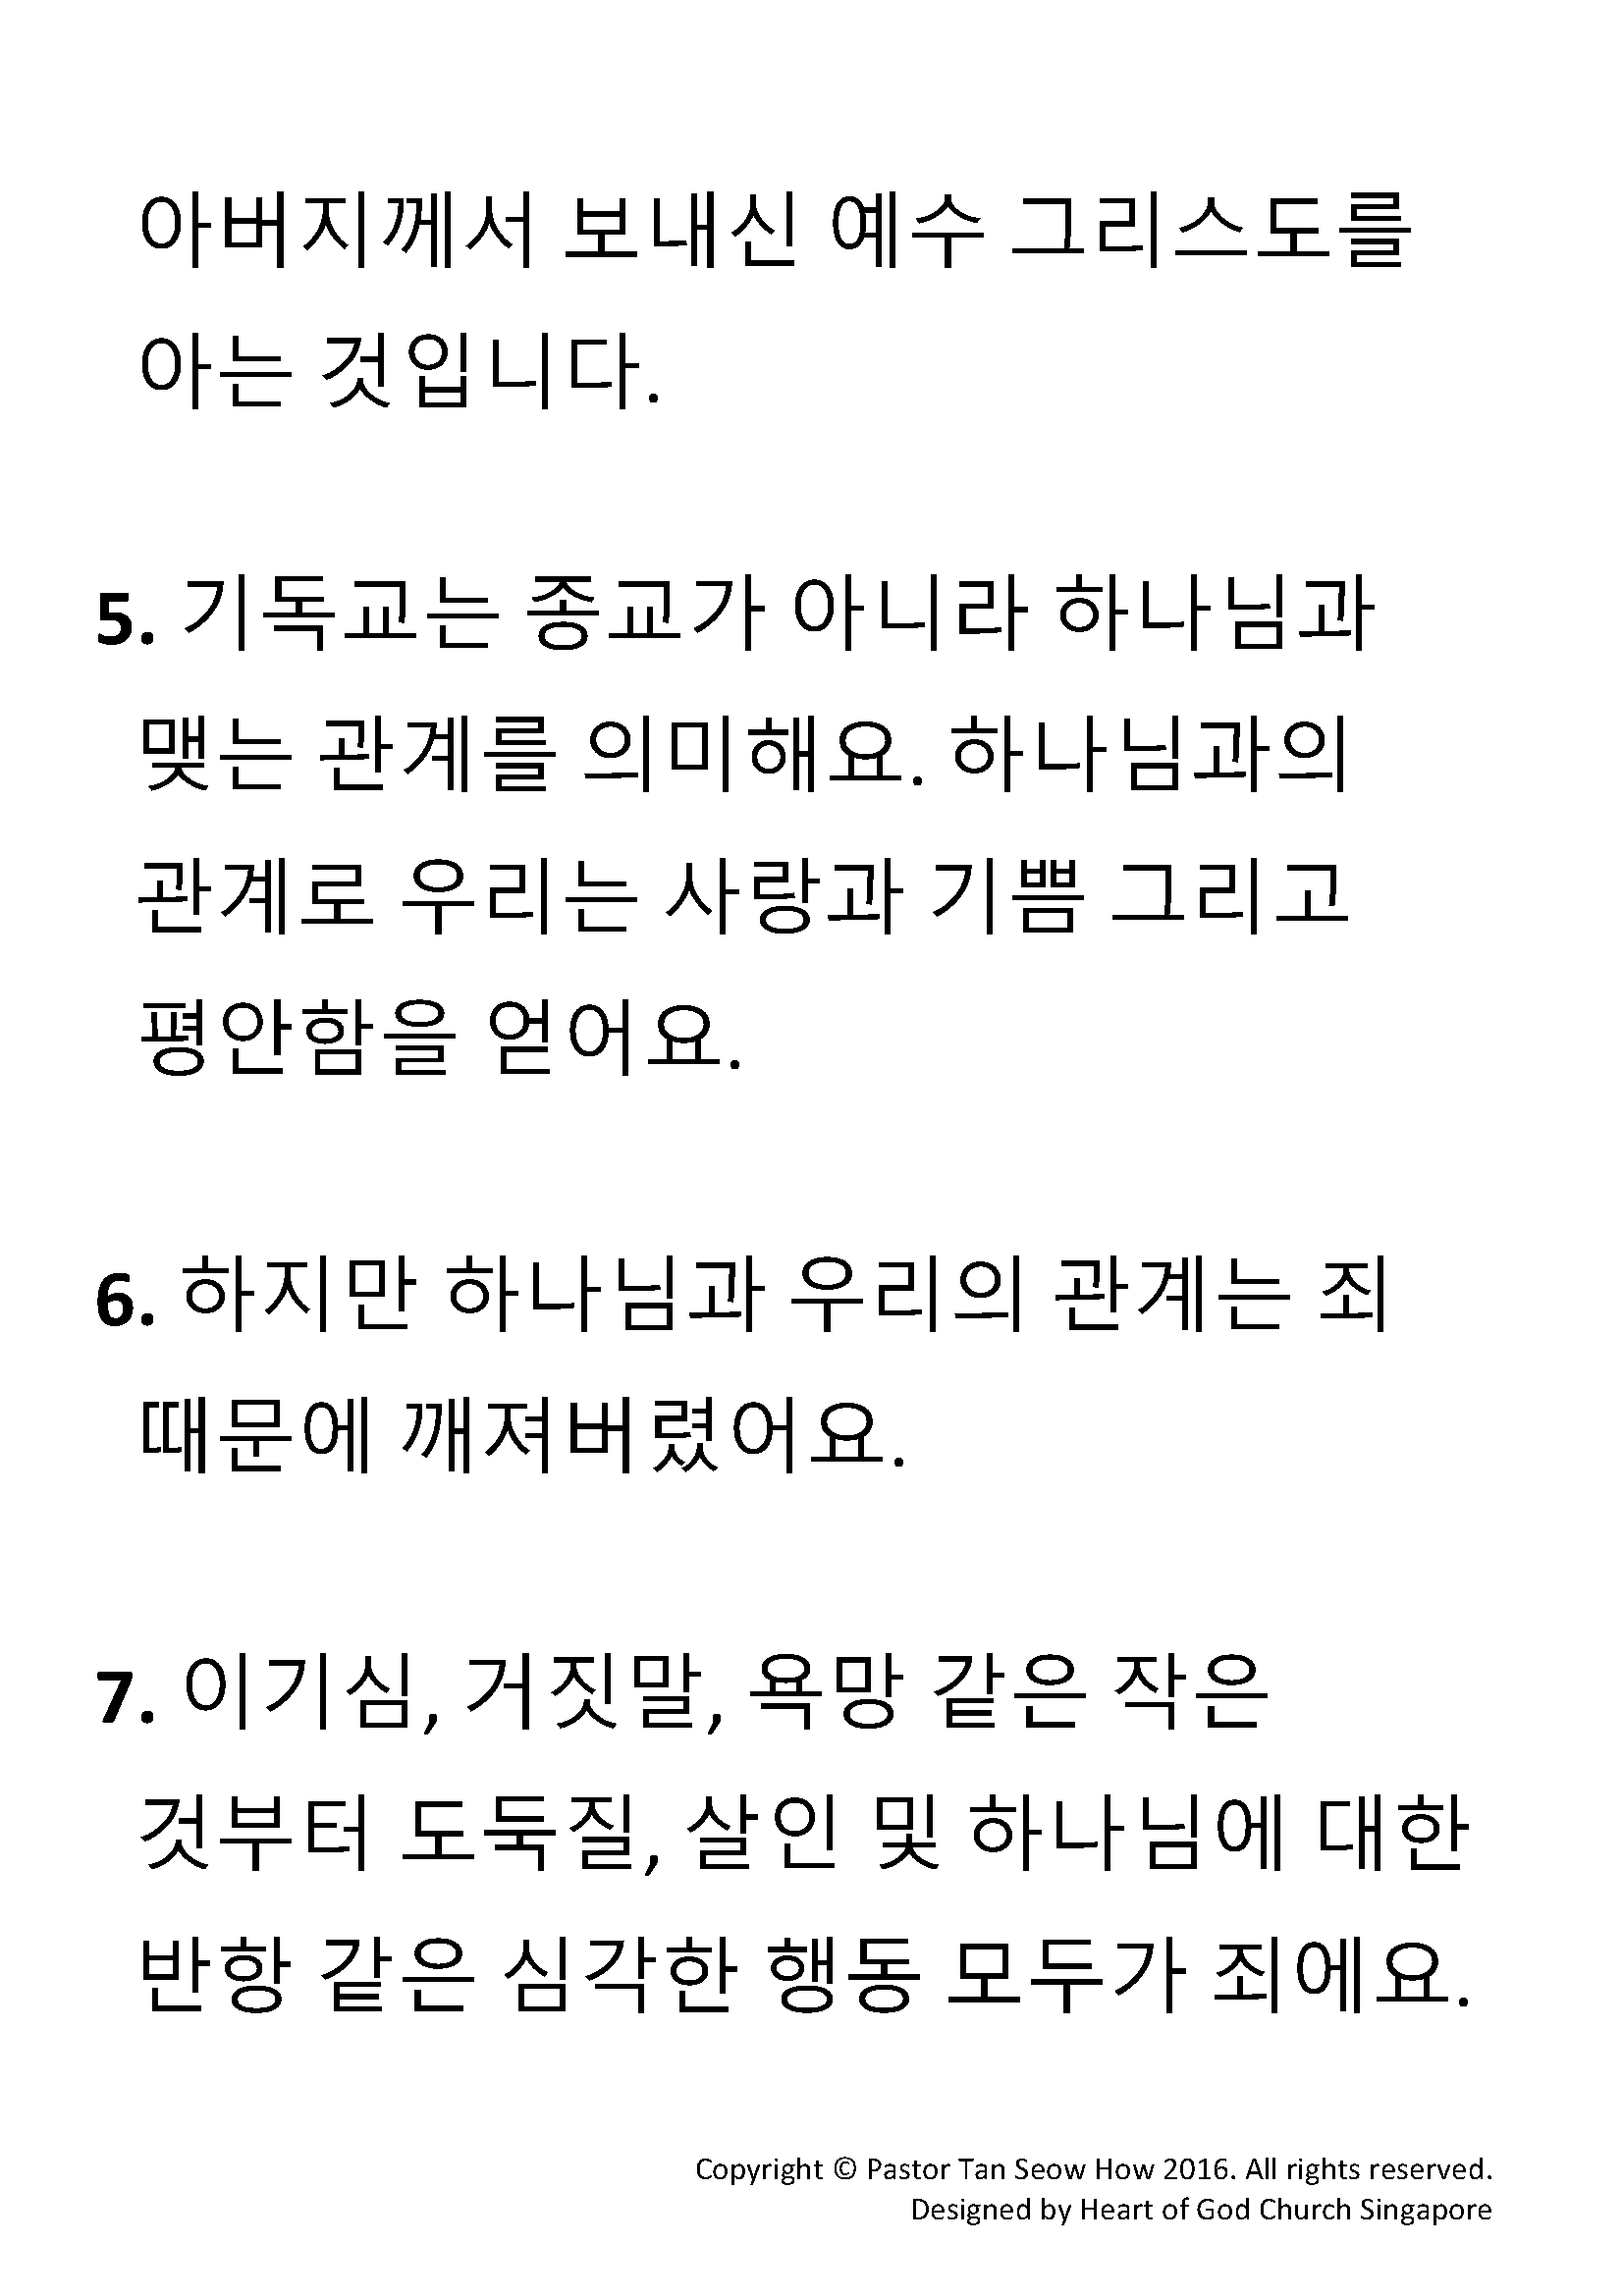 아버지께서 보내신 예수 그리스도를
아는 것입니다.
5. 기독교는 종교가 아니라 하나님과
맺는 관계를 의미해요. 하나님과의
관계로 우리는 사랑과 기쁨 그리고
평안함을 얻어요.
6. 하지만 하나님과 우리의 관계는 죄
때문에 깨져버렸어요.
7. 이기심, 거짓말, 욕망 같은 작은
것부터 도둑질, 살인 및 하나님에 대한
반항 같은 심각한 행동 모두가 죄에요.
Copyright © Pastor Tan Seow How 2016. All rights reserved.
Designed by Heart of God Church Singapore